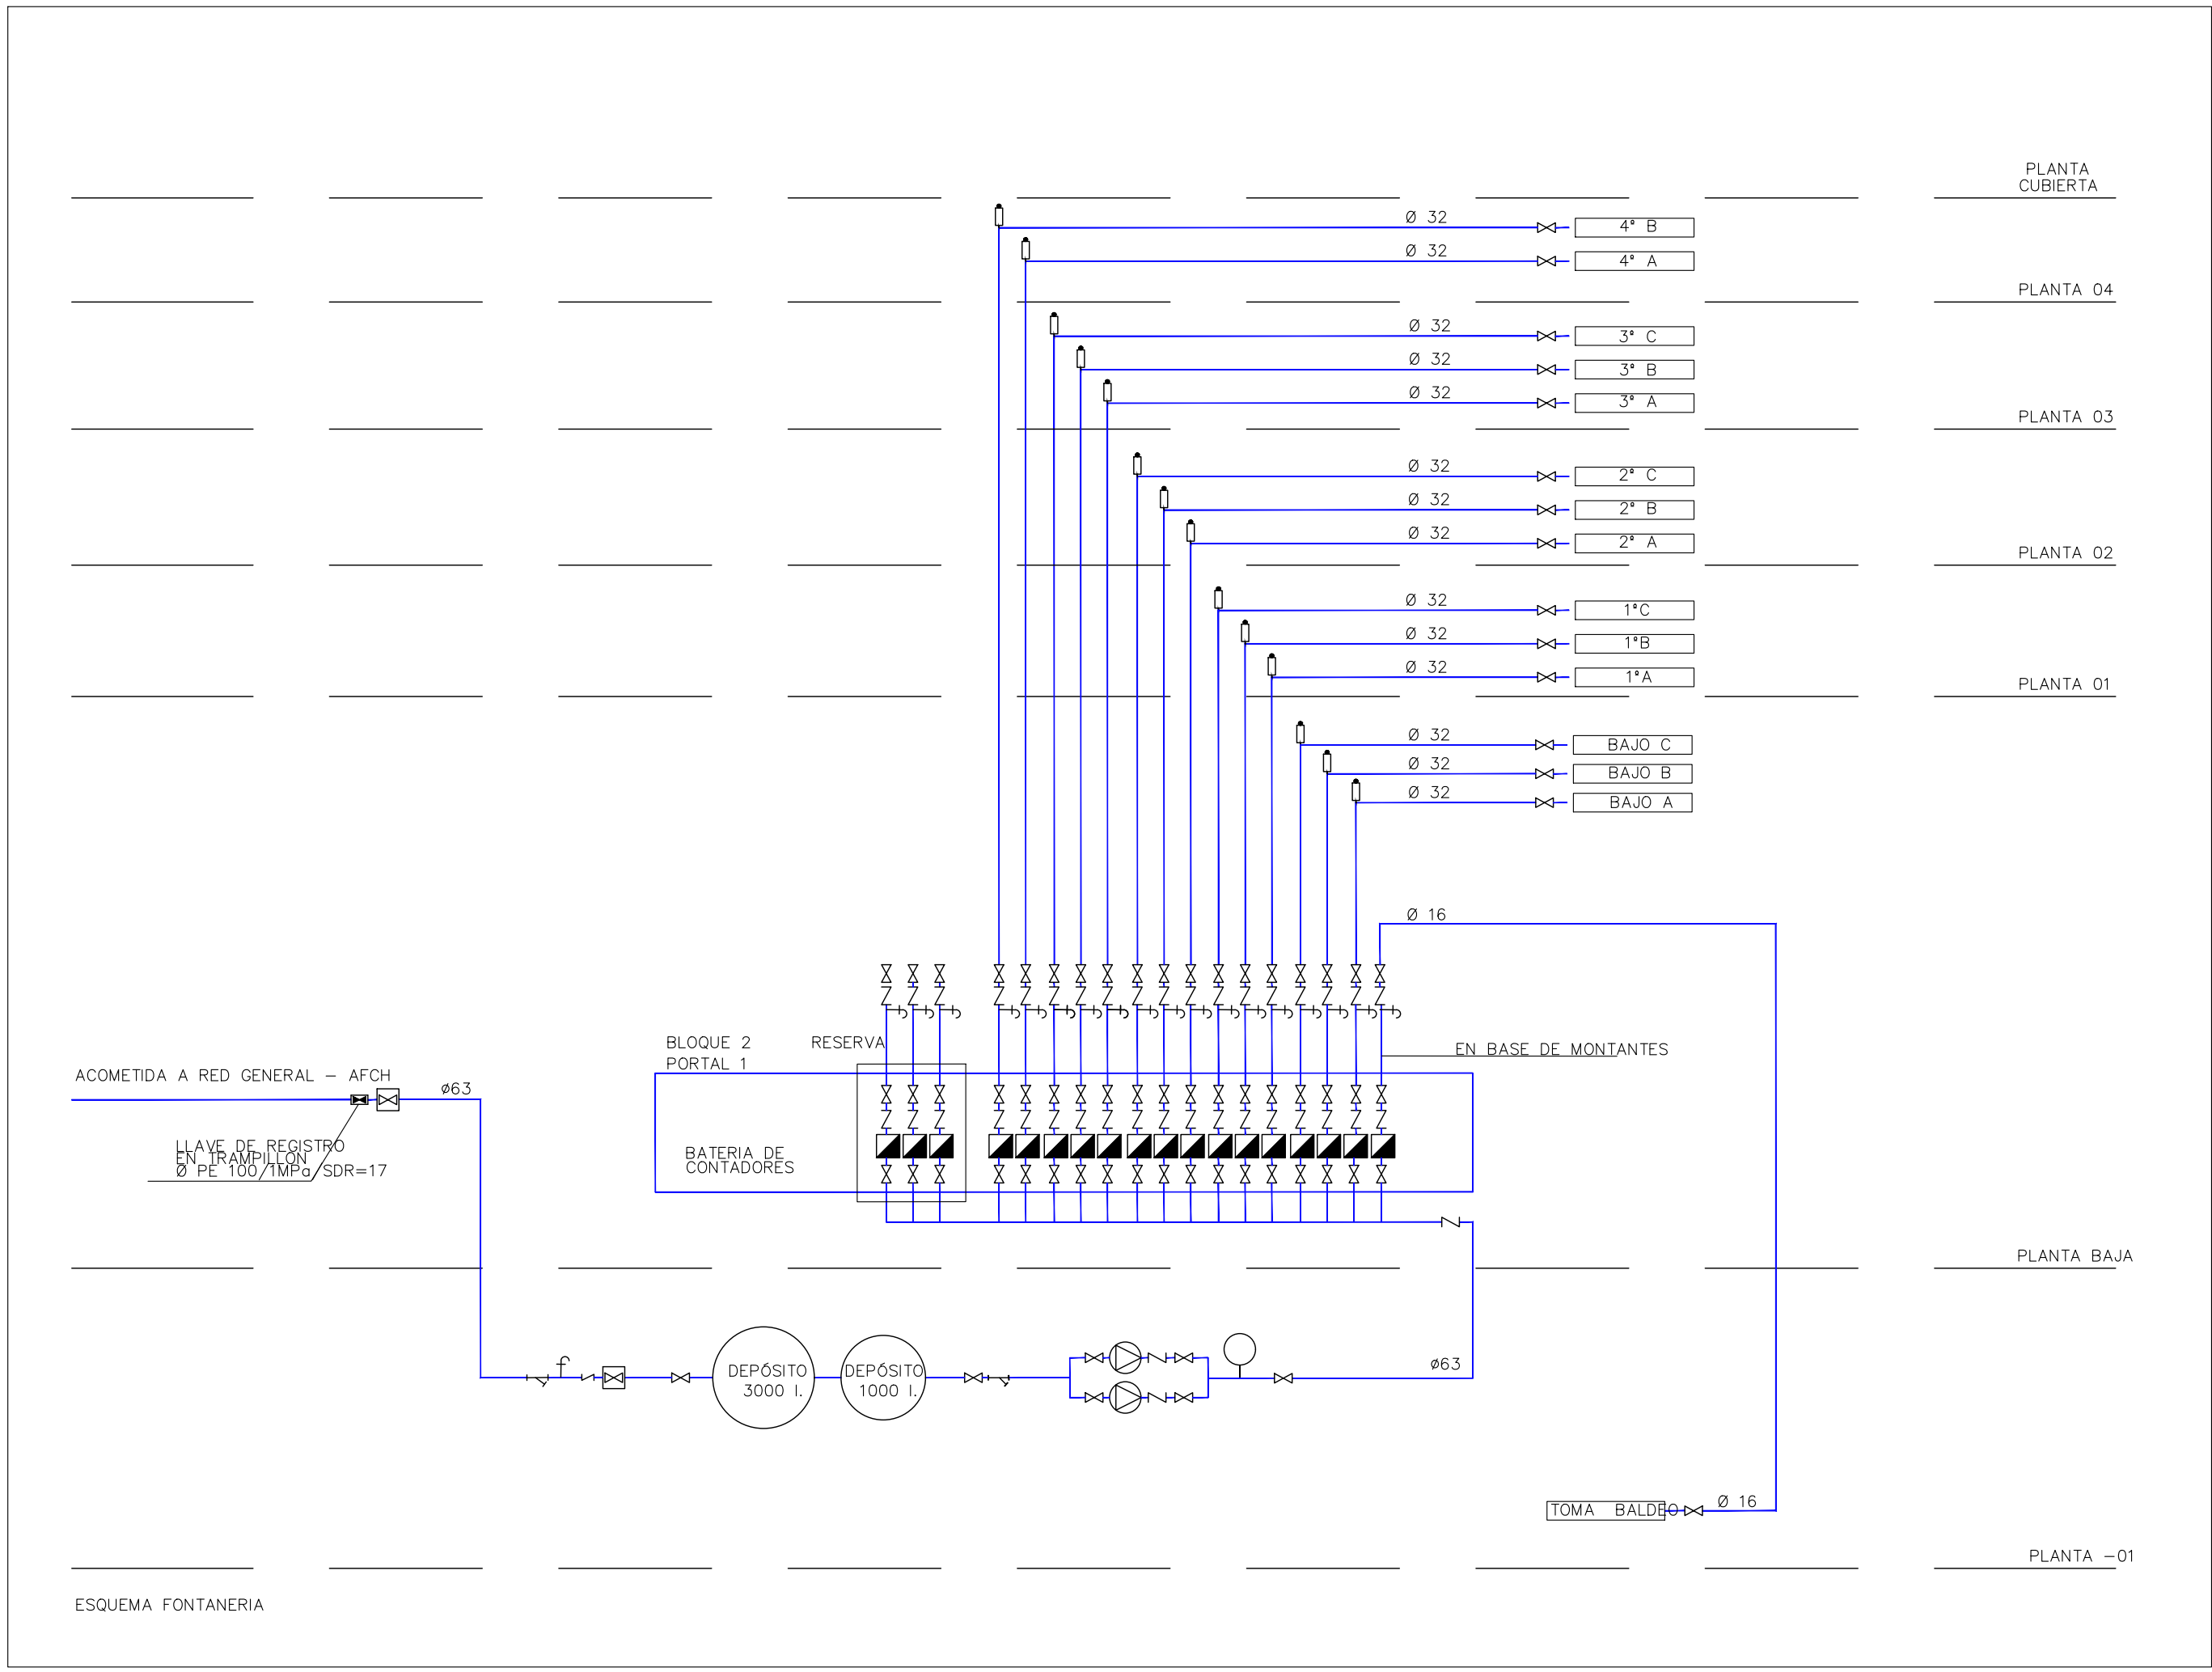 PLANTA
CUBIERTA
Ø 32
4° B
Ø 32
4° A
PLANTA 04
Ø 32
3° C
Ø 32
3° B
Ø 32
3° A
PLANTA 03
Ø 32
2° C
Ø 32
2° B
Ø 32
2° A
PLANTA 02
Ø 32
1°C
Ø 32
1°B
Ø 32
1°A
PLANTA 01
Ø 32
BAJO C
Ø 32
BAJO B
Ø 32
BAJO A
Ø 16
BLOQUE 2
PORTAL 1
RESERVA
EN BASE DE MONTANTES
ACOMETIDA A RED GENERAL - AFCH
ø63
LLAVE DE REGISTRO
EN TRAMPILLON
Ø PE 100/1MPa/SDR=17
BATERIA DE
CONTADORES
PLANTA BAJA
DEPÓSITO
3000 l.
DEPÓSITO
1000 l.
ø63
TOMA BALDEO
Ø 16
PLANTA -01
ESQUEMA FONTANERIA